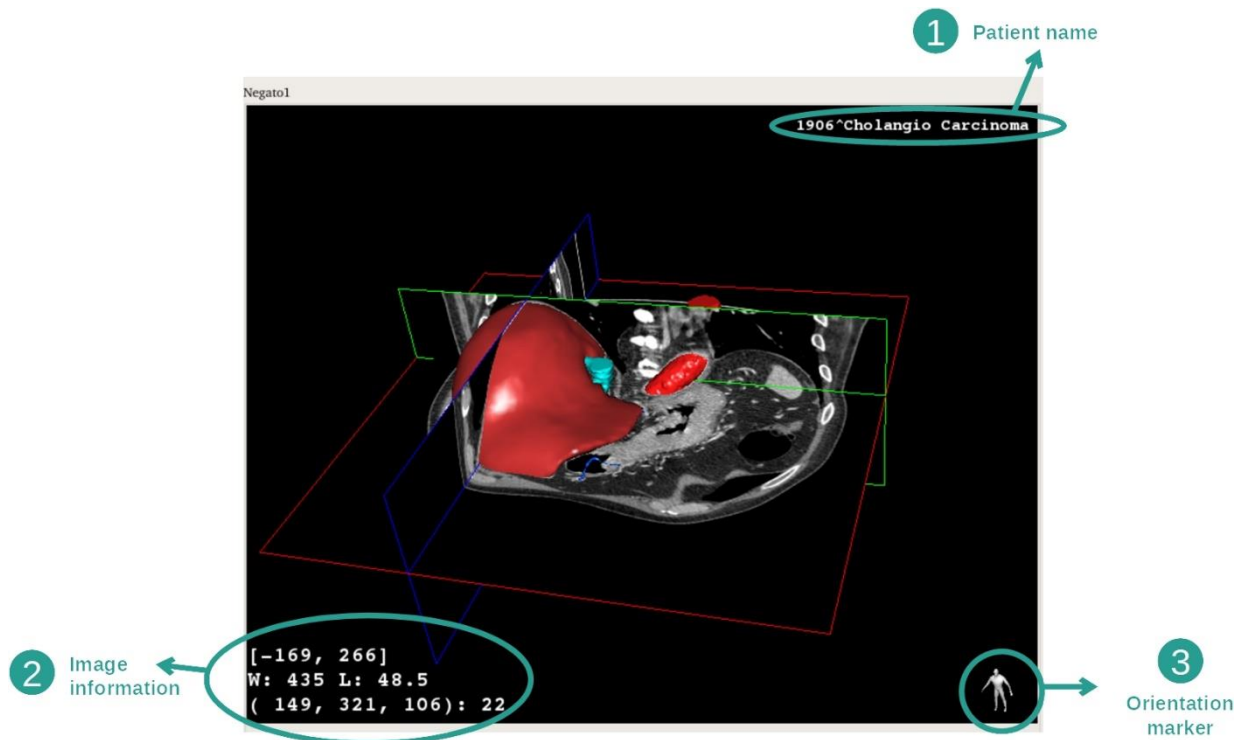 1 Patient name
Negato1
1906^Cholangio Carcinoma
[-169, 266]
W: 435 L: 48.5
( 149, 321, 106): 22
2 Image
information
3
Orientation
marker